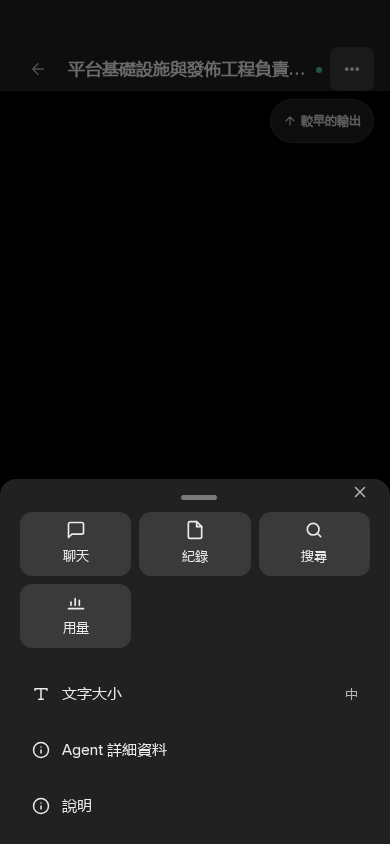 平台基礎設施與發佈工程負責…
較早的輸出
聊天
紀錄
搜尋
用量
文字大小
中
Agent 詳細資料
說明